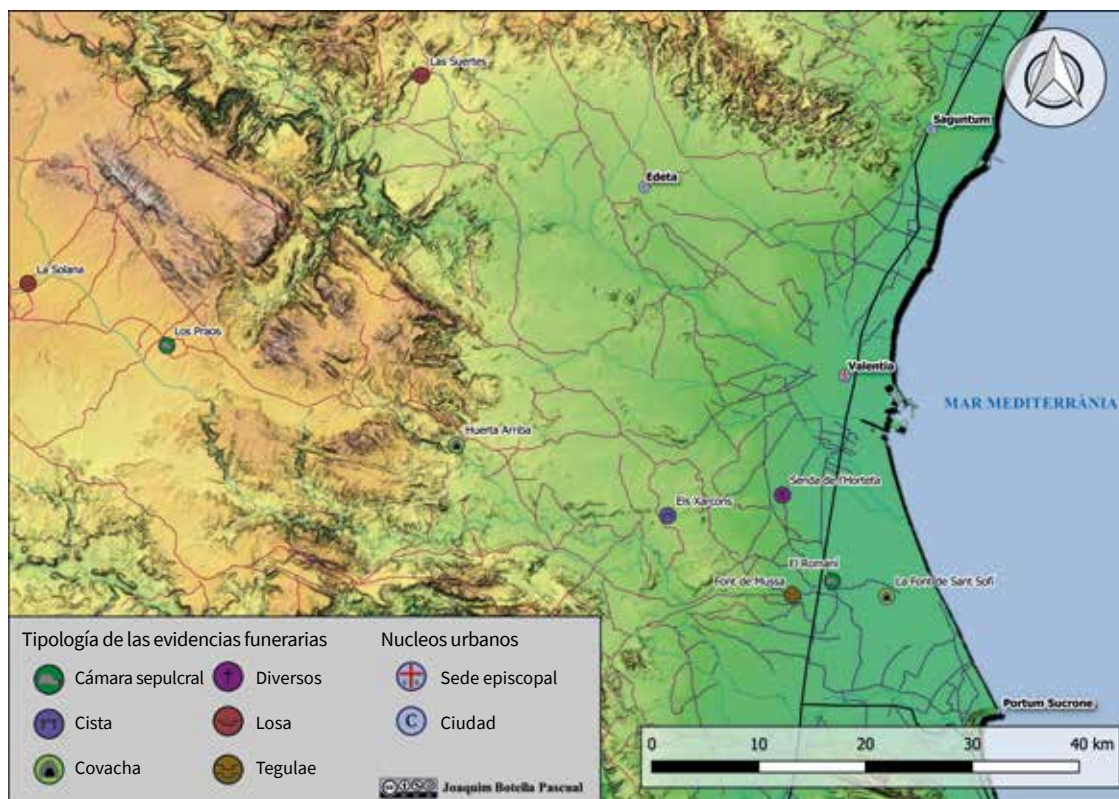 Las Suertes
Saguntum
Edeta
La Solana
Los Praos
Valentia
MAR MEDITERRÀNIA
Huerta Arriba
Senda de l'Horteta
Els Xarcons
El Romaní
Font de Mussa
La Font de Sant Sofi
Portum Sucrone
Tipología de las evidencias funerarias
Cámara sepulcral
Cista
Covacha
Diversos
Losa
Tegulae
Nucleos urbanos
Sede episcopal
C Ciudad
Joaquim Botella Pascual
0 10 20 30 40 km